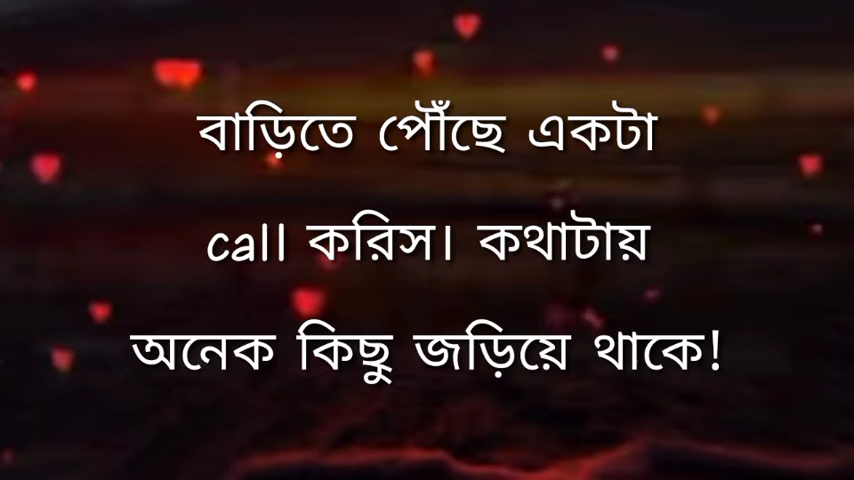 বাড়িতে পৌঁছে একটা
call করিস। কথাটায়
অনেক কিছু জড়িয়ে থাকে!